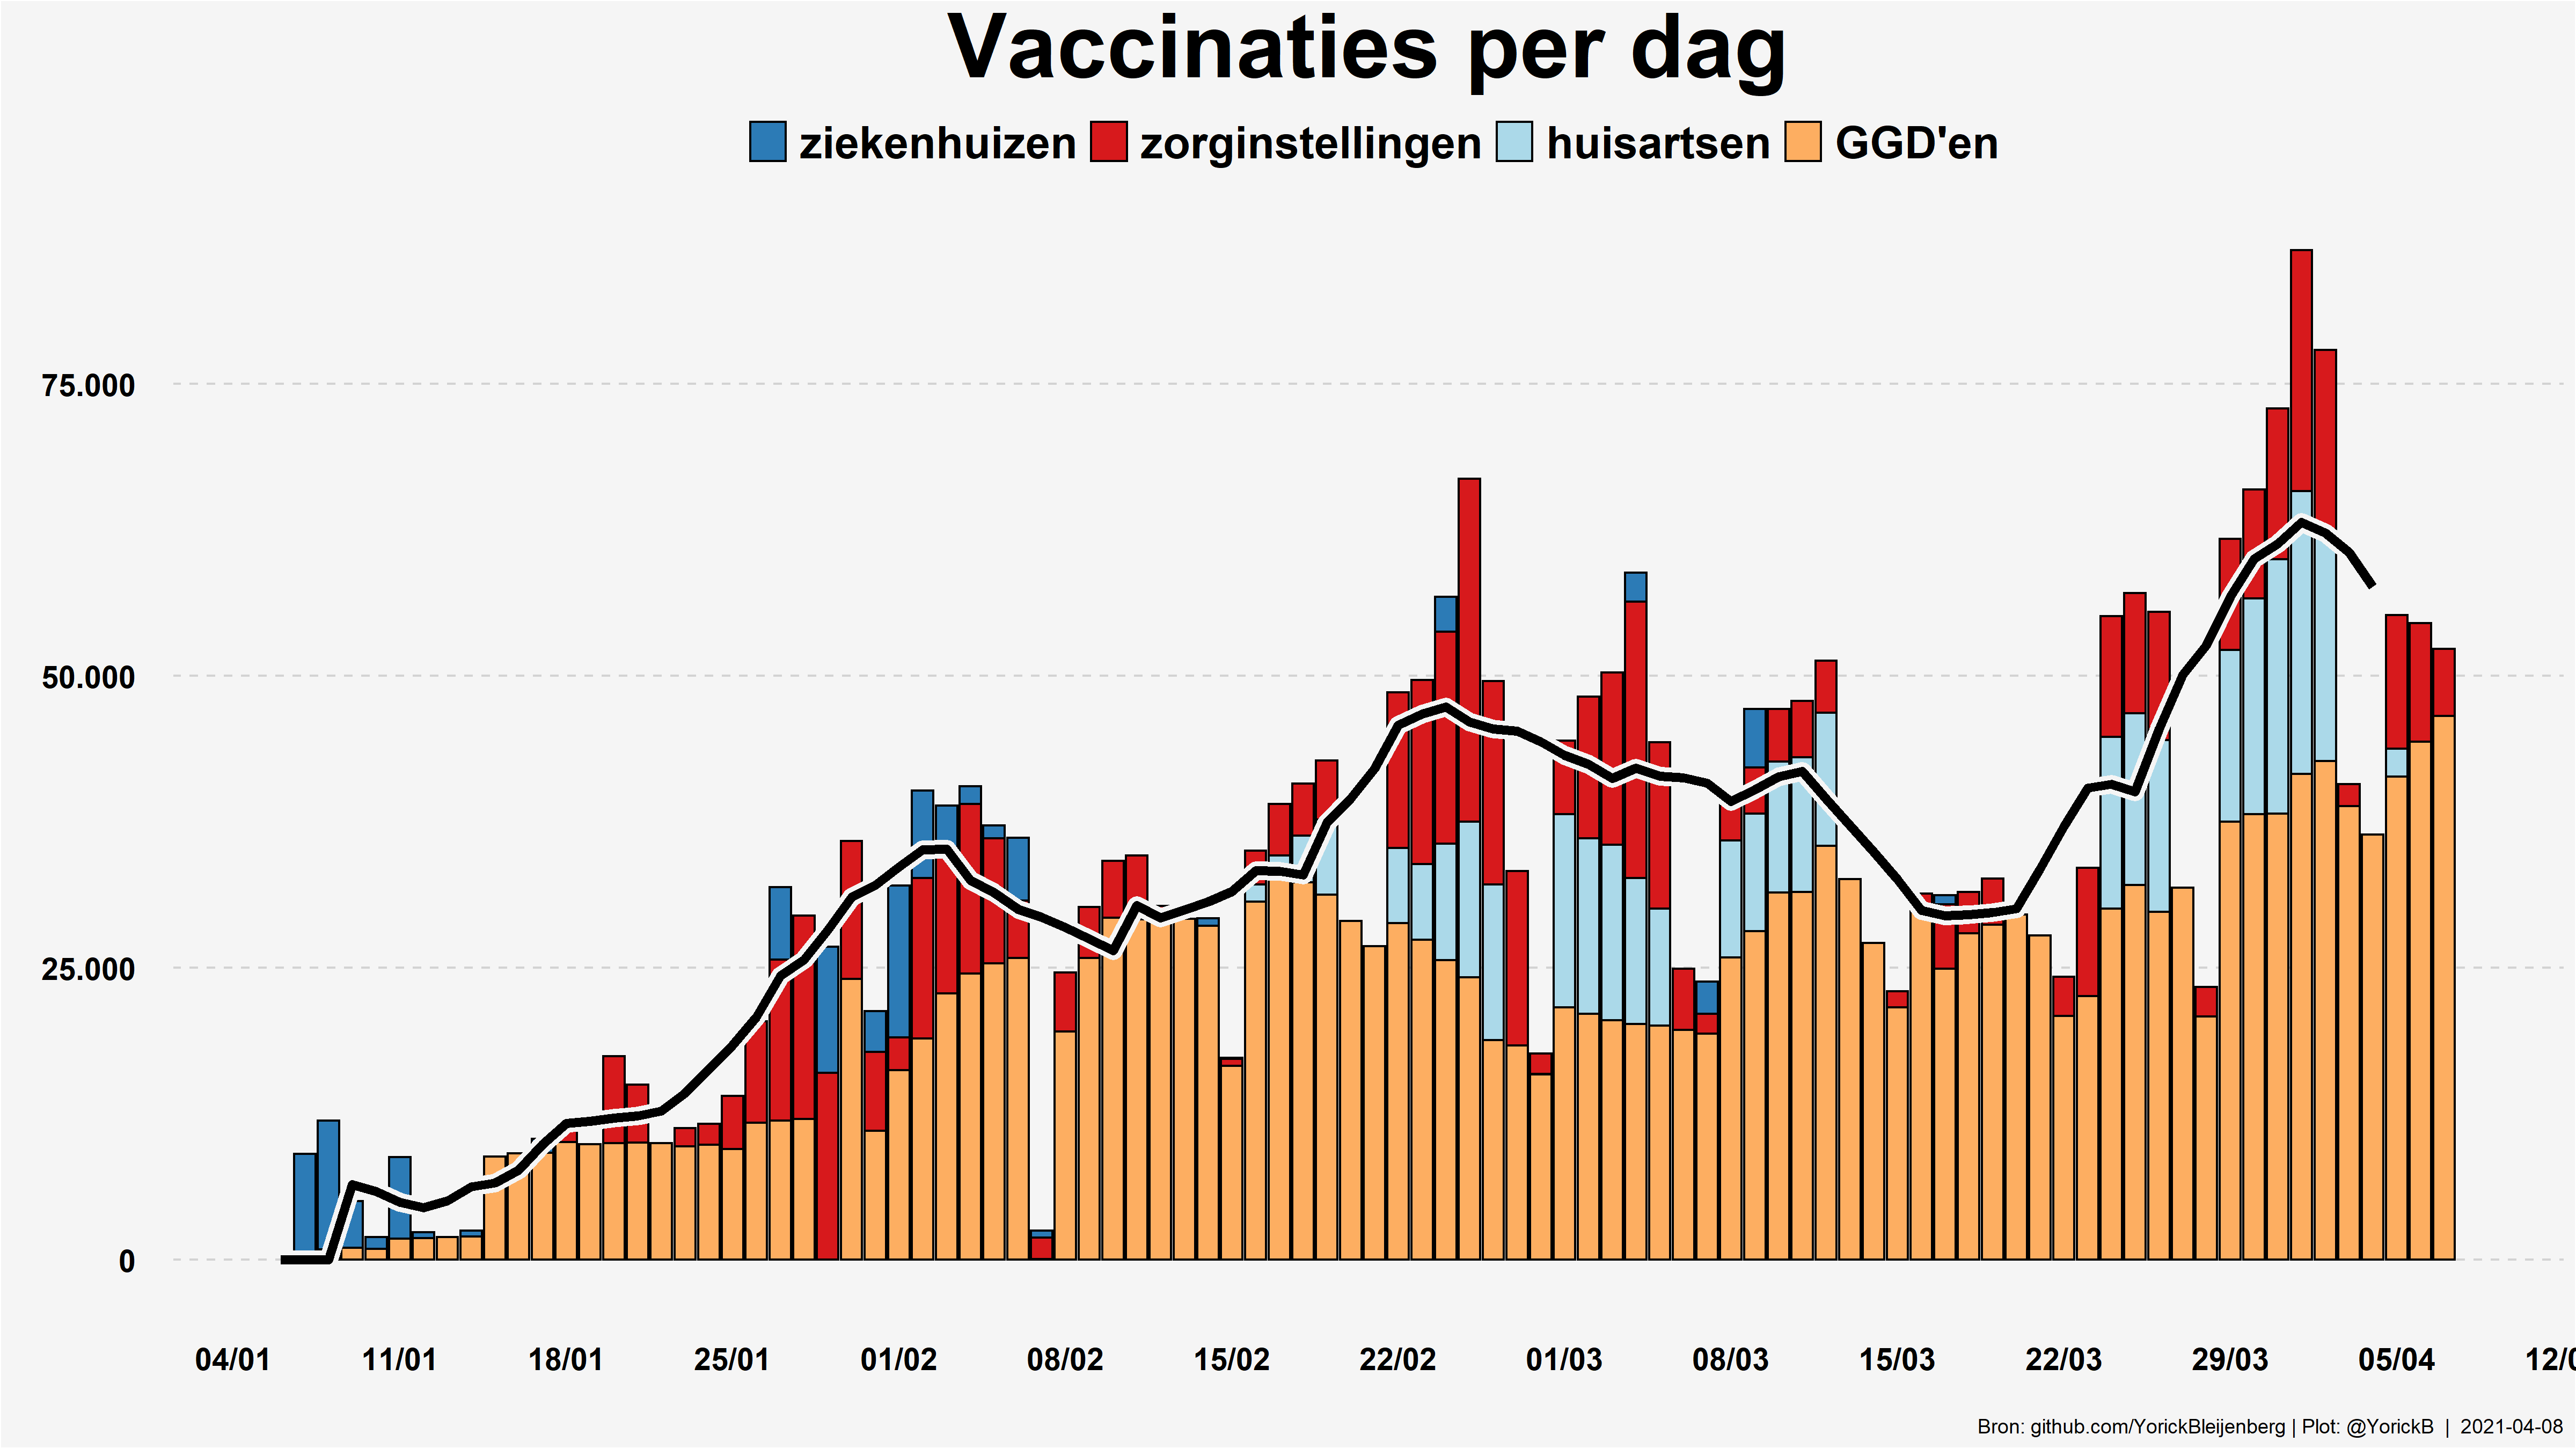 Vaccinaties per dag
ziekenhuizen zorginstellingen huisartsen GGD'en
75.000
50.000
25.000
0
04/01 11/01 18/01 25/01 01/02 08/02 15/02 22/02 01/03 08/03 15/03 22/03 29/03 05/04 12/0
Bron: github.com/YorickBleijenberg | Plot: @YorickB | 2021-04-08